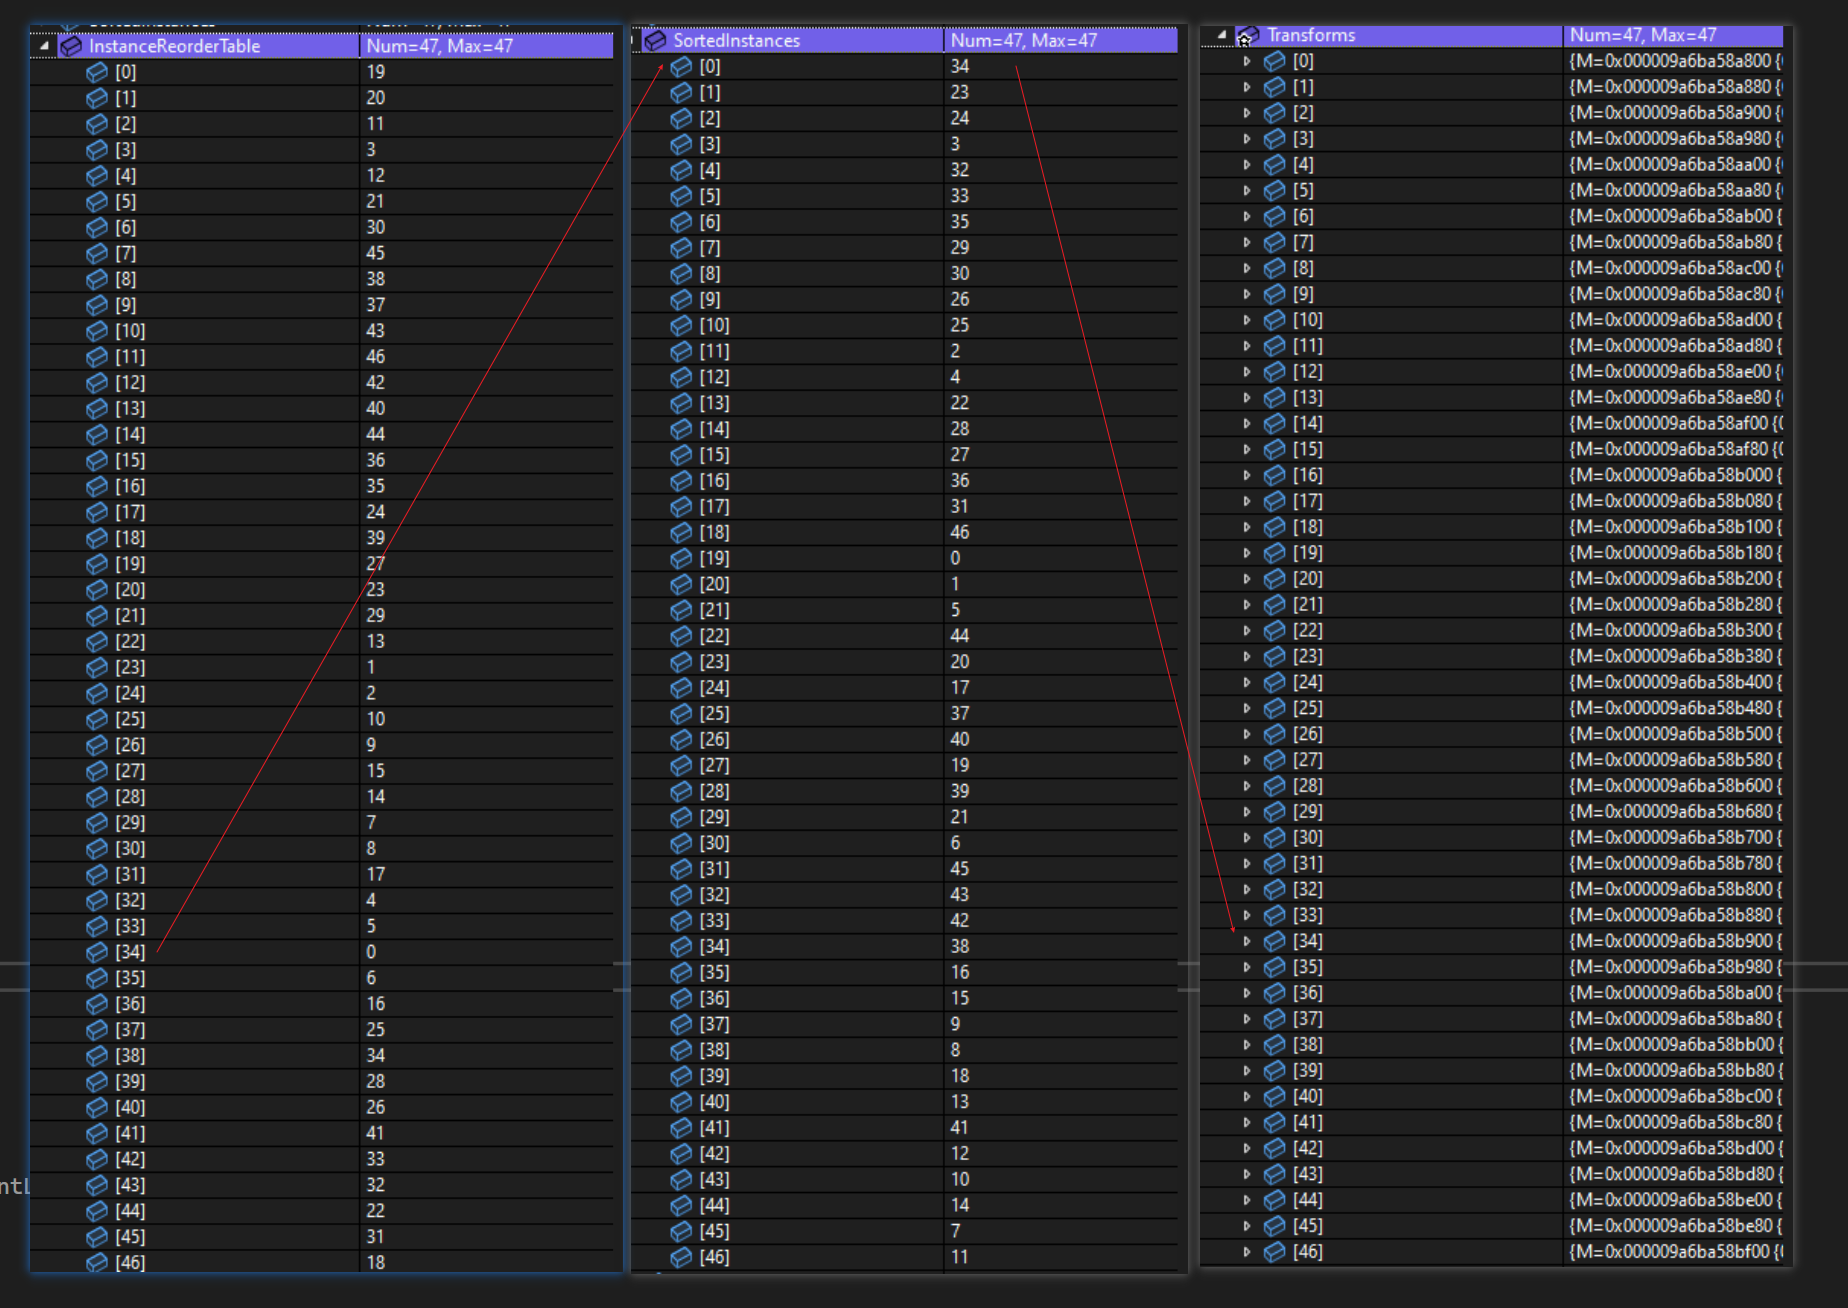 InstanceReorderTable Num=47, Max=47
[0] 19
[1] 20
[2] 11
[3] 3
[4] 12
[5] 21
[6] 30
[7] 45
[8] 38
[9] 37
[10] 43
[11] 46
[12] 42
[13] 40
[14] 44
[15] 36
[16] 35
[17] 24
[18] 39
[19] 27
[20] 23
[21] 29
[22] 13
[23] 1
[24] 2
[25] 10
[26] 9
[27] 15
[28] 14
[29] 7
[30] 8
[31] 17
[32] 4
[33] 5
[34] 0
[35] 6
[36] 16
[37] 25
[38] 34
[39] 28
[40] 26
[41] 41
[42] 33
[43] 32
[44] 22
[45] 31
[46] 18
SortedInstances Num=47, Max=47
[0] 34
[1] 23
[2] 24
[3] 3
[4] 32
[5] 33
[6] 35
[7] 29
[8] 30
[9] 26
[10] 25
[11] 2
[12] 4
[13] 22
[14] 28
[15] 27
[16] 36
[17] 31
[18] 46
[19] 0
[20] 1
[21] 5
[22] 44
[23] 20
[24] 17
[25] 37
[26] 40
[27] 19
[28] 39
[29] 21
[30] 6
[31] 45
[32] 43
[33] 42
[34] 38
[35] 16
[36] 15
[37] 9
[38] 8
[39] 18
[40] 13
[41] 41
[42] 12
[43] 10
[44] 14
[45] 7
[46] 11
Transforms Num=47, Max=47
[0] {M=0x000009a6ba58a800 {
[1] {M=0x000009a6ba58a880 {
[2] {M=0x000009a6ba58a900 {
[3] {M=0x000009a6ba58a980 {
[4] {M=0x000009a6ba58aa00 {
[5] {M=0x000009a6ba58aa80 {
[6] {M=0x000009a6ba58ab00 {
[7] {M=0x000009a6ba58ab80 {
[8] {M=0x000009a6ba58ac00 {
[9] {M=0x000009a6ba58ac80 {
[10] {M=0x000009a6ba58ad00 {
[11] {M=0x000009a6ba58ad80 {
[12] {M=0x000009a6ba58ae00 {
[13] {M=0x000009a6ba58ae80 {
[14] {M=0x000009a6ba58af00 {
[15] {M=0x000009a6ba58af80 {
[16] {M=0x000009a6ba58b000 {
[17] {M=0x000009a6ba58b080 {
[18] {M=0x000009a6ba58b100 {
[19] {M=0x000009a6ba58b180 {
[20] {M=0x000009a6ba58b200 {
[21] {M=0x000009a6ba58b280 {
[22] {M=0x000009a6ba58b300 {
[23] {M=0x000009a6ba58b380 {
[24] {M=0x000009a6ba58b400 {
[25] {M=0x000009a6ba58b480 {
[26] {M=0x000009a6ba58b500 {
[27] {M=0x000009a6ba58b580 {
[28] {M=0x000009a6ba58b600 {
[29] {M=0x000009a6ba58b680 {
[30] {M=0x000009a6ba58b700 {
[31] {M=0x000009a6ba58b780 {
[32] {M=0x000009a6ba58b800 {
[33] {M=0x000009a6ba58b880 {
[34] {M=0x000009a6ba58b900 {
[35] {M=0x000009a6ba58b980 {
[36] {M=0x000009a6ba58ba00 {
[37] {M=0x000009a6ba58ba80 {
[38] {M=0x000009a6ba58bb00 {
[39] {M=0x000009a6ba58bb80 {
[40] {M=0x000009a6ba58bc00 {
[41] {M=0x000009a6ba58bc80 {
[42] {M=0x000009a6ba58bd00 {
[43] {M=0x000009a6ba58bd80 {
[44] {M=0x000009a6ba58be00 {
[45] {M=0x000009a6ba58be80 {
[46] {M=0x000009a6ba58bf00 {